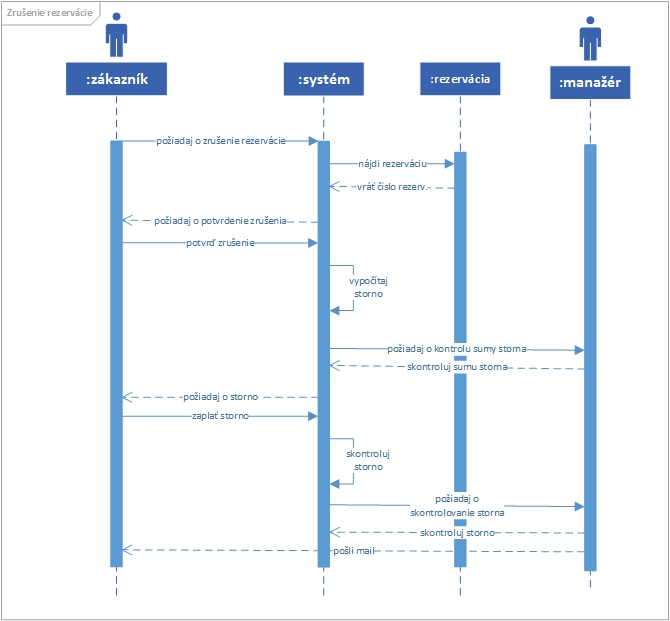 Zrušenie rezervácie
:zákazník
:systém
:rezervácia
:manažér
požiadaj o zrušenie rezervácie
nájdi rezerváciu
vráť číslo rezerv.
požiadaj o potvrdenie zrušenia
potvrď zrušenie
vypočítaj
storno
požiadaj o kontrolu sumy storna
skontroluj sumu storna
požiadaj o storno
zaplať storno
skontroluj
storno
požiadaj o
skontrolovanie storna
skontroluj storno
pošli mail